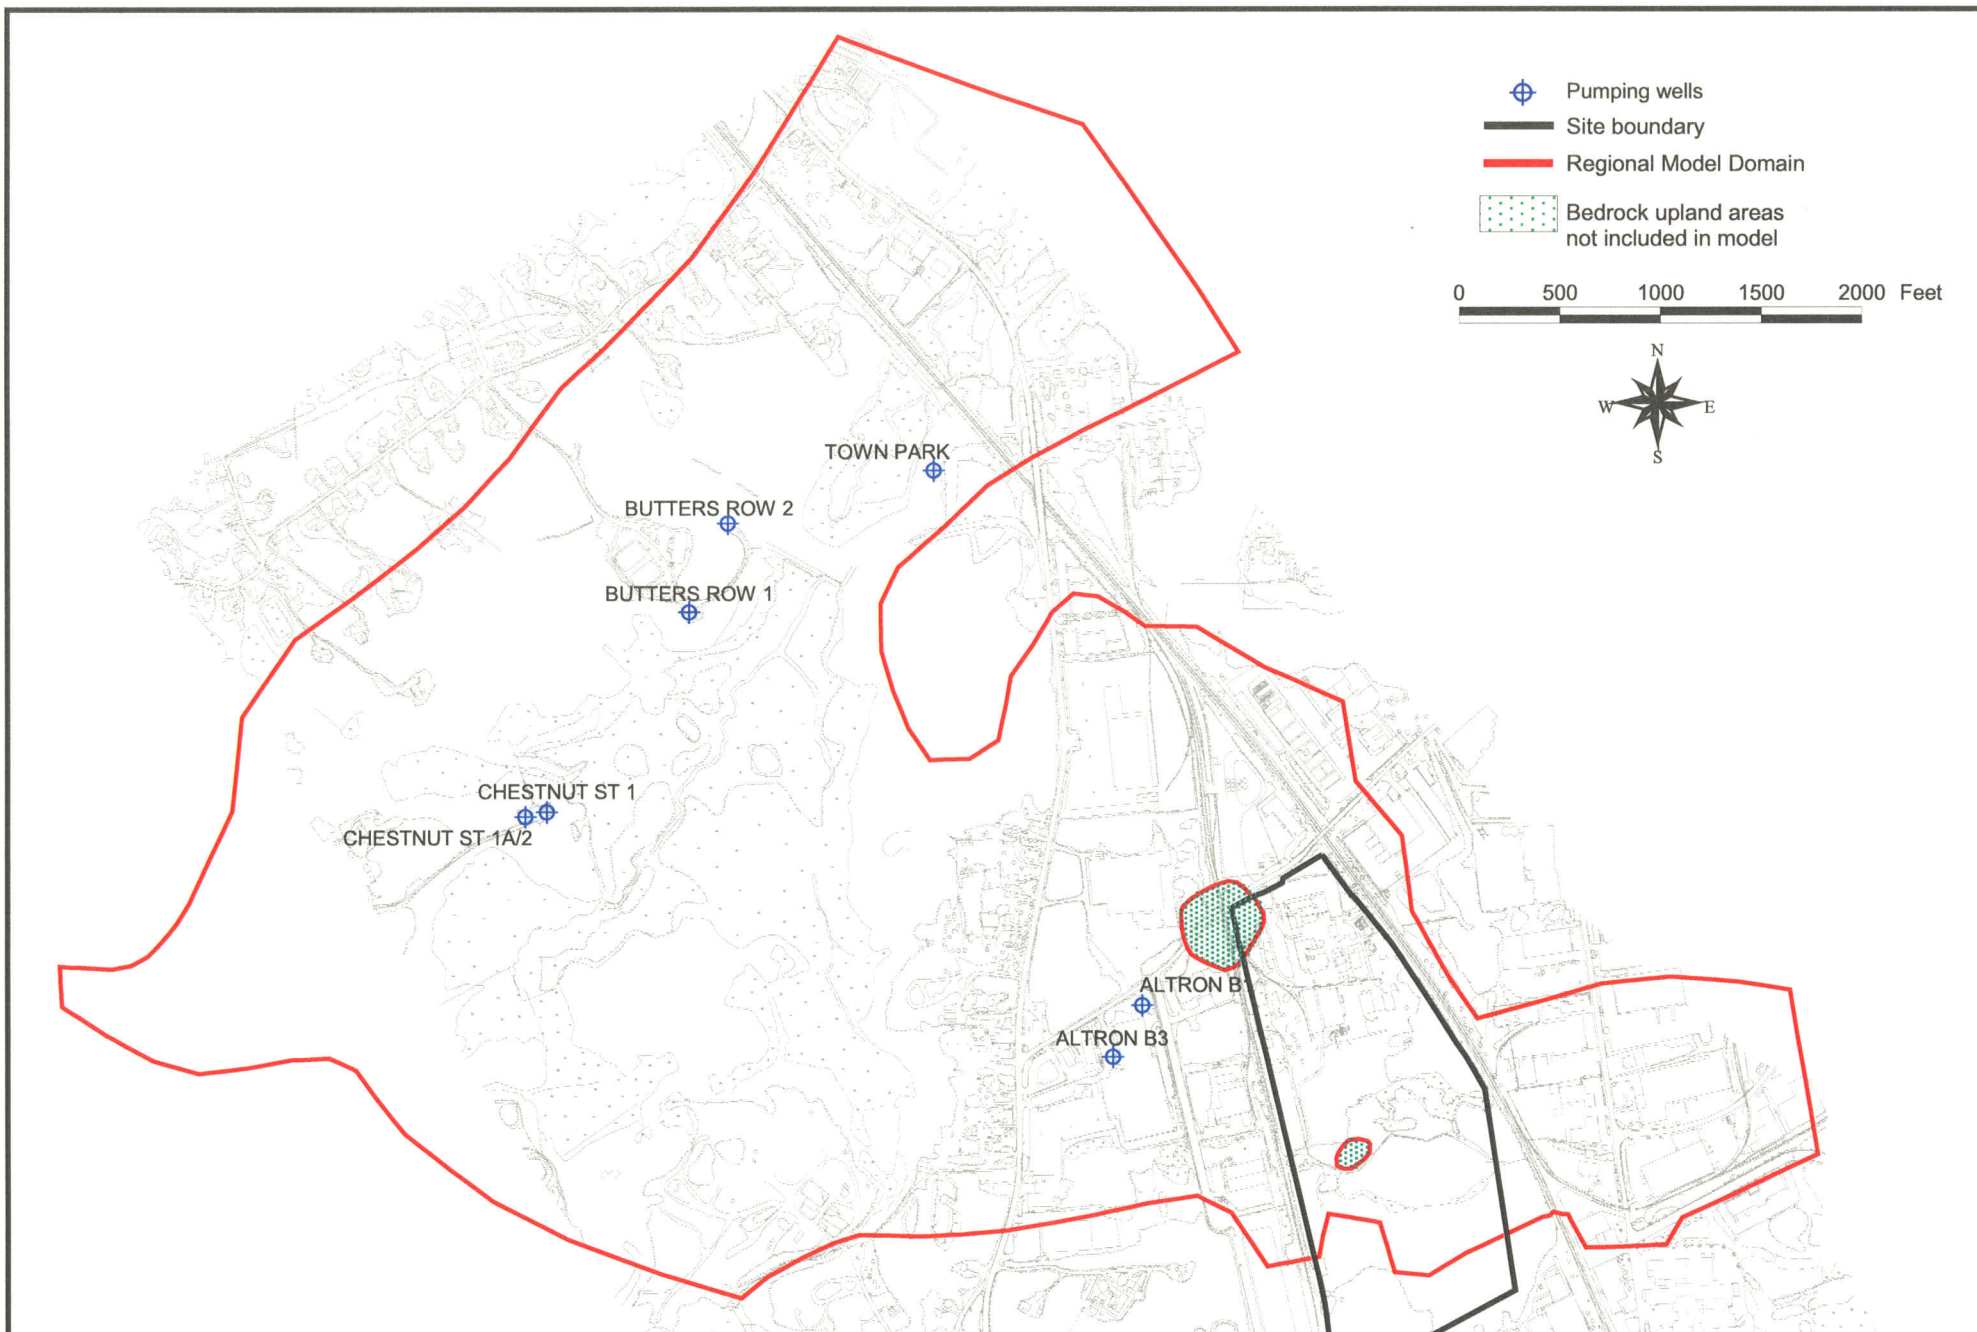 Pumping wells
Site boundary
Regional Model Domain
Bedrock upland areas
not included in model
0 500 1000 1500 2000 Feet
N
W E
S
TOWN PARK
BUTTERS ROW 2
BUTTERS ROW 1
CHESTNUT ST 1
CHESTNUT ST 1A/2
ALTRON B1
ALTRON B3